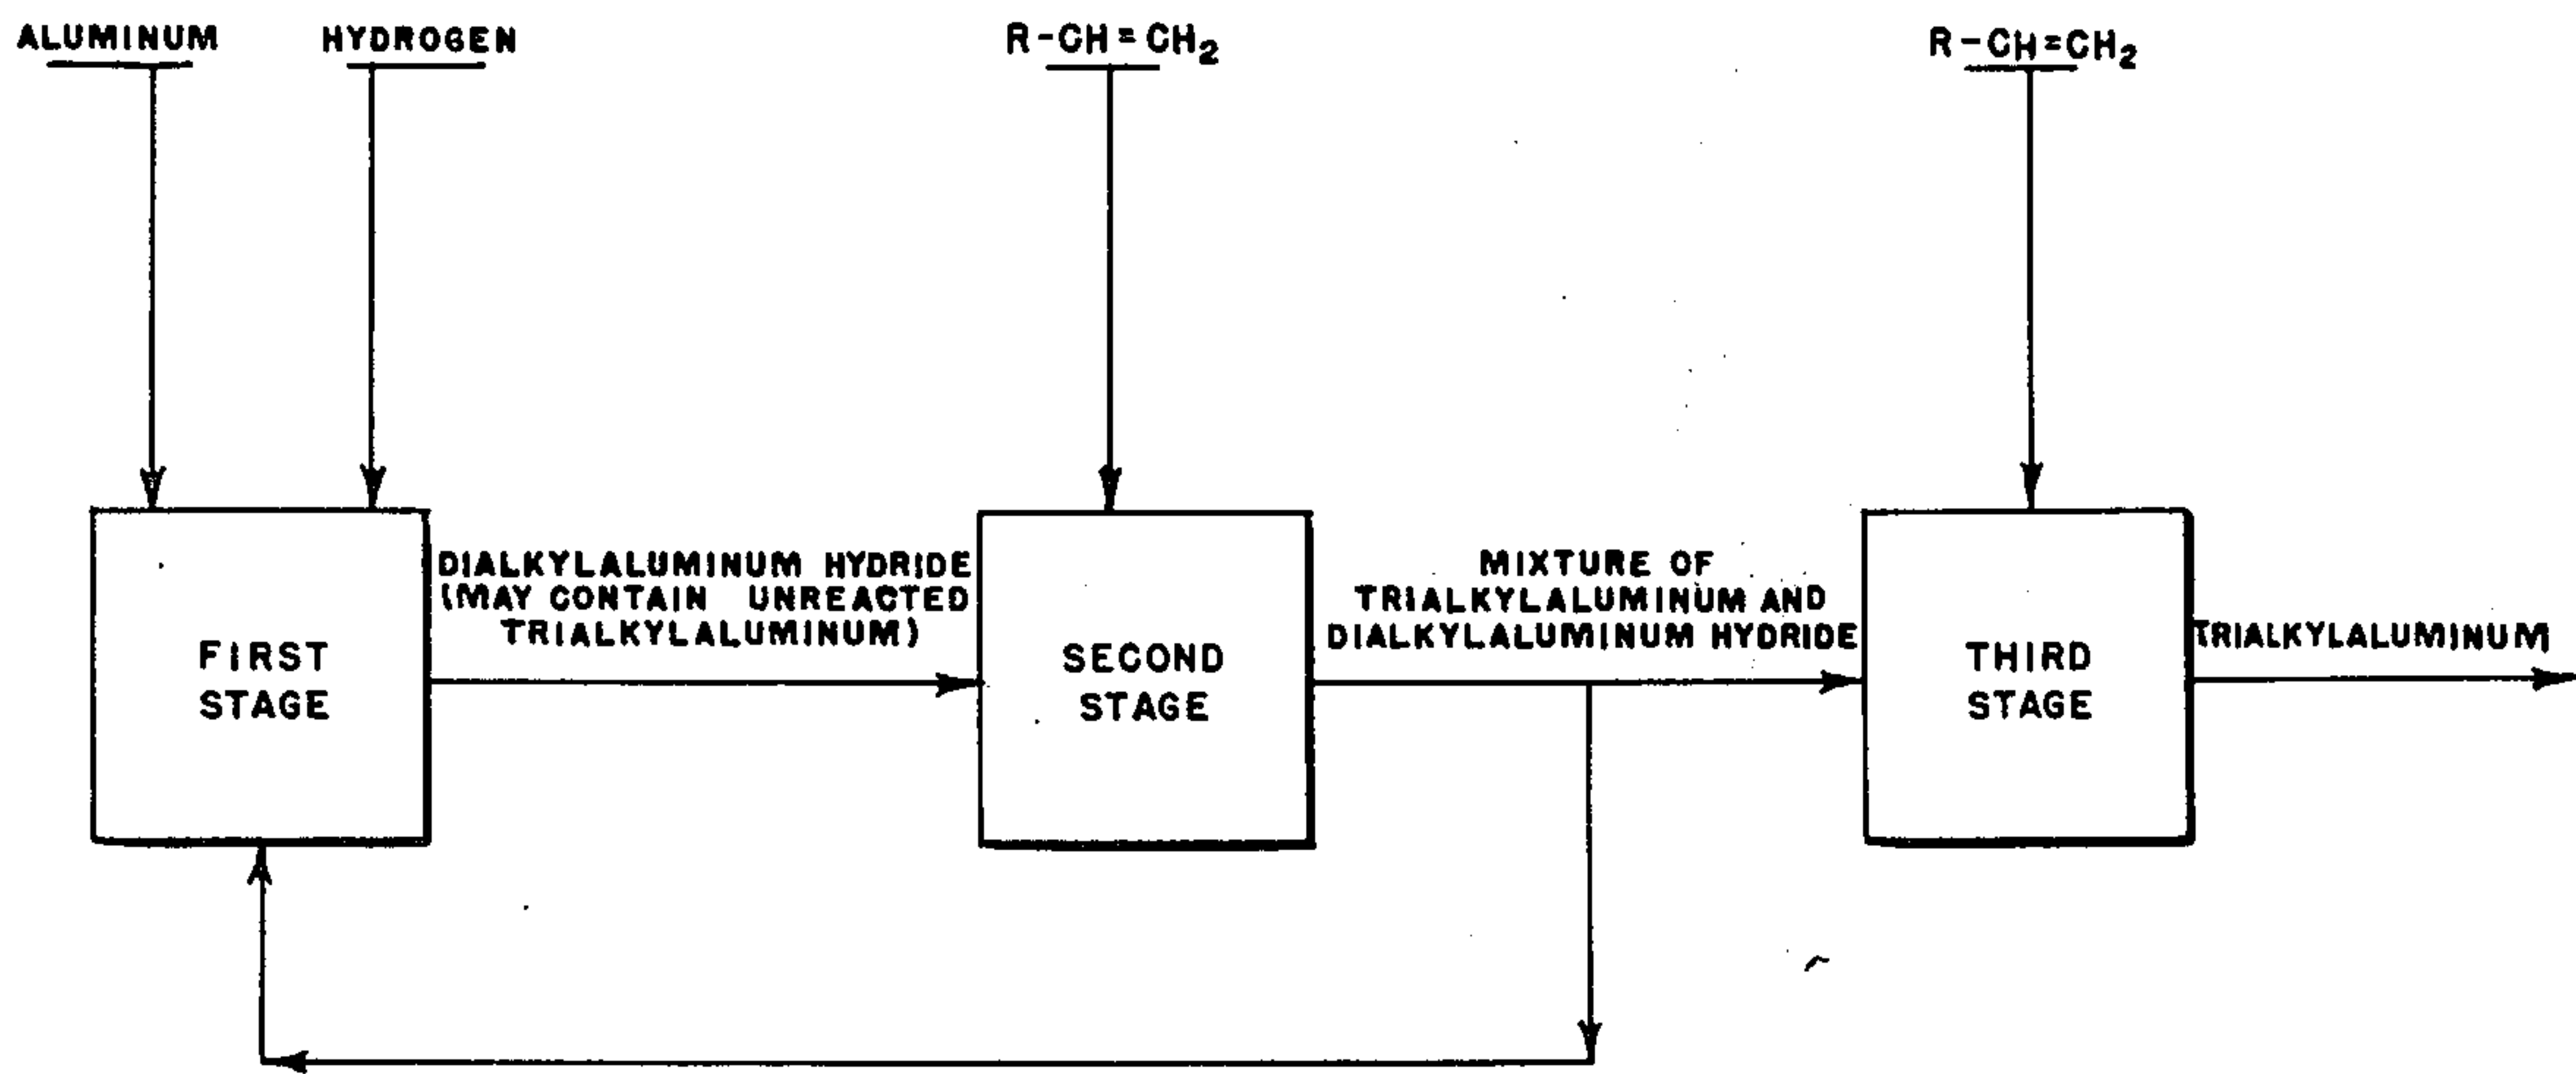 ALUMINUM
HYDROGEN
R-CH=CH₂
R-CH=CH₂
FIRST
STAGE
DIALKYLALUMINUM HYDRIDE
(MAY CONTAIN UNREACTED
TRIALKYLALUMINUM)
SECOND
STAGE
MIXTURE OF
TRIALKYLALUMINUM AND
DIALKYLALUMINUM HYDRIDE
THIRD
STAGE
TRIALKYLALUMINUM